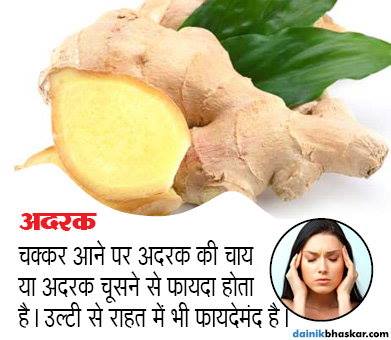 अदरक
चक्कर आने पर अदरक की चाय
या अदरक चूसने से फायदा होता
है। उल्टी से राहत में भी फायदेमंद है।
dainikbhaskar.com